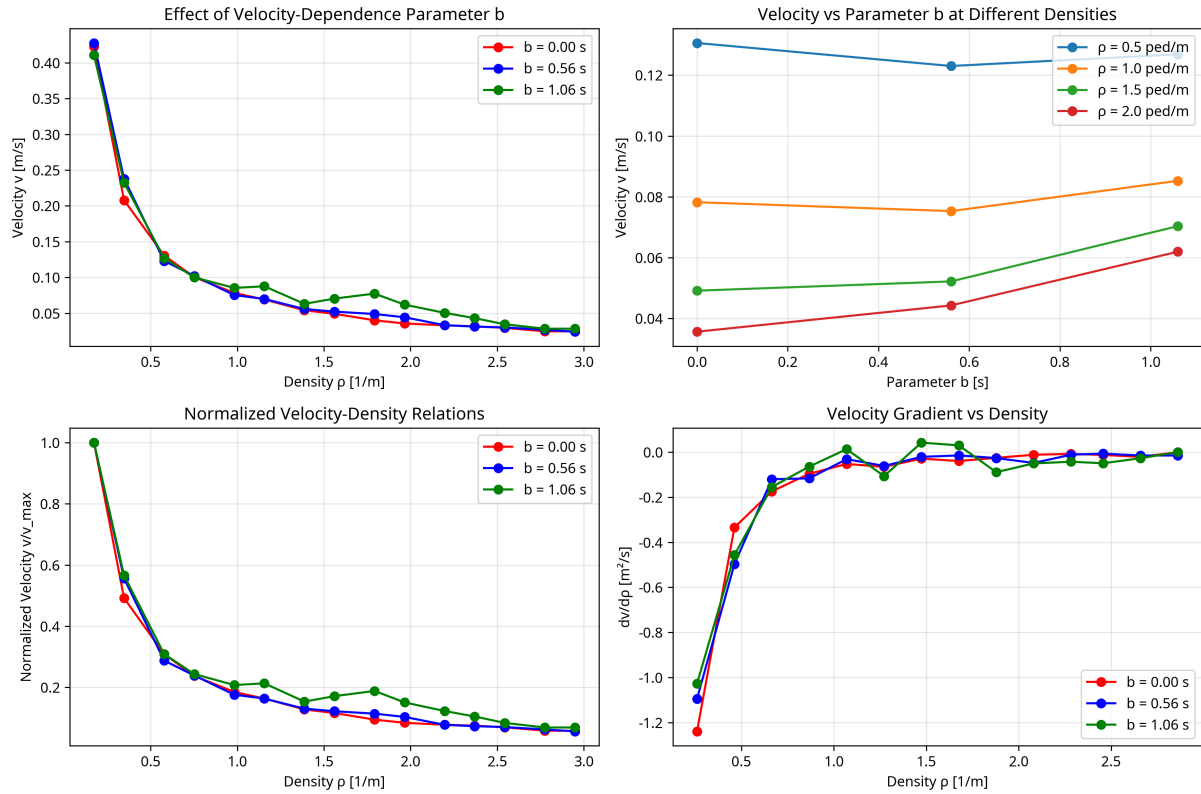 Effect of Velocity-Dependence Parameter b
Velocity v [m/s]
0.40
0.35
0.30
0.25
0.20
0.15
0.10
0.05
b = 0.00 s
b = 0.56 s
b = 1.06 s
0.5 1.0 1.5 2.0 2.5 3.0
Density ρ [1/m]
Velocity vs Parameter b at Different Densities
Velocity v [m/s]
0.12
0.10
0.08
0.06
0.04
ρ = 0.5 ped/m
ρ = 1.0 ped/m
ρ = 1.5 ped/m
ρ = 2.0 ped/m
0.0 0.2 0.4 0.6 0.8 1.0
Parameter b [s]
Normalized Velocity-Density Relations
Normalized Velocity v/v_max
1.0
0.8
0.6
0.4
0.2
b = 0.00 s
b = 0.56 s
b = 1.06 s
0.5 1.0 1.5 2.0 2.5 3.0
Density ρ [1/m]
Velocity Gradient vs Density
dv/dρ [m²/s]
0.0
-0.2
-0.4
-0.6
-0.8
-1.0
-1.2
b = 0.00 s
b = 0.56 s
b = 1.06 s
0.5 1.0 1.5 2.0 2.5
Density ρ [1/m]